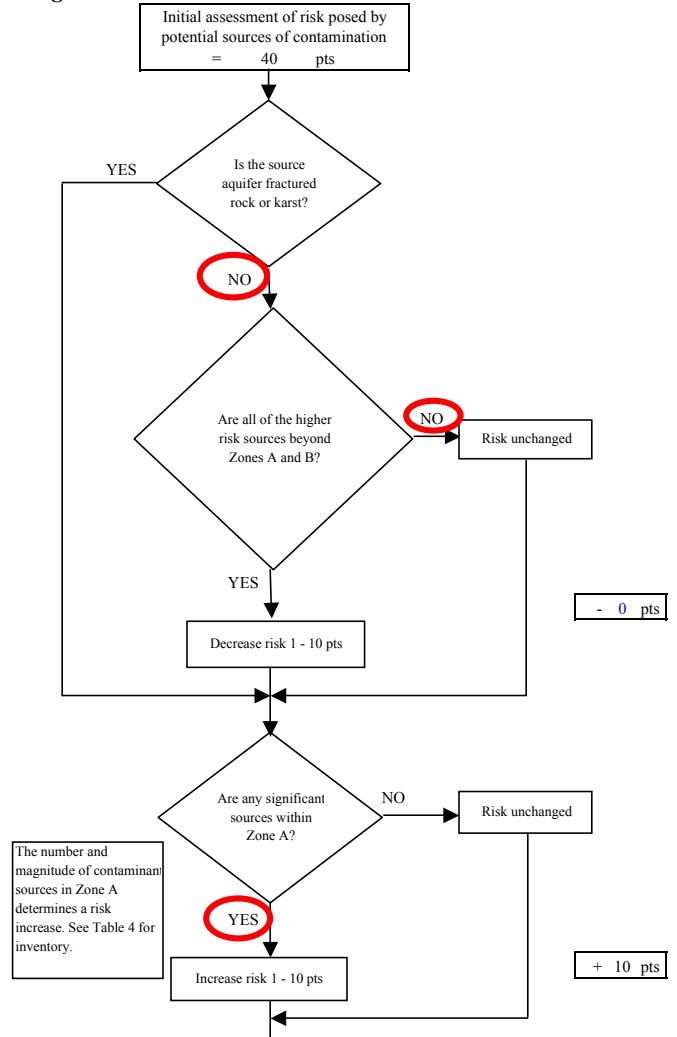 Initial assessment of risk posed by
potential sources of contamination
= 40 pts
YES
Is the source
aquifer fractured
rock or karst?
NO
Are all of the higher
risk sources beyond
Zones A and B?
NO
Risk unchanged
YES
- 0 pts
Decrease risk 1 - 10 pts
Are any significant
sources within
Zone A?
NO
Risk unchanged
The number and
magnitude of contaminant
sources in Zone A
determines a risk
increase. See Table 4 for
inventory.
YES
+ 10 pts
Increase risk 1 - 10 pts